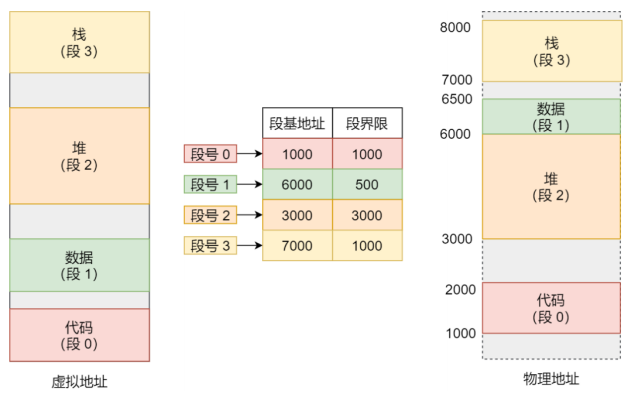 栈
（段 3）
堆
（段 2）
数据
（段 1）
代码
（段 0）
虚拟地址
段基地址 段界限
段号 0 1000 1000
段号 1 6000 500
段号 2 3000 3000
段号 3 7000 1000
8000
栈
（段 3）
7000
6500
数据
（段 1）
6000
堆
（段 2）
3000
2000
代码
（段 0）
1000
物理地址